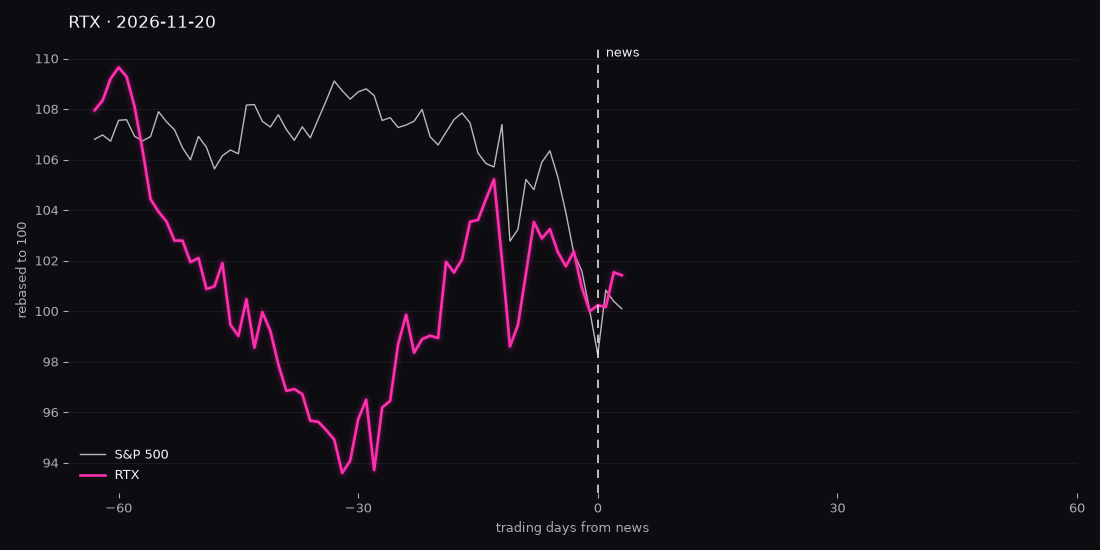 RTX · 2026-11-20
news
110
108
106
104
102
100
98
96
94
rebased to 100
S&P 500
RTX
−60
−30
0
30
60
trading days from news